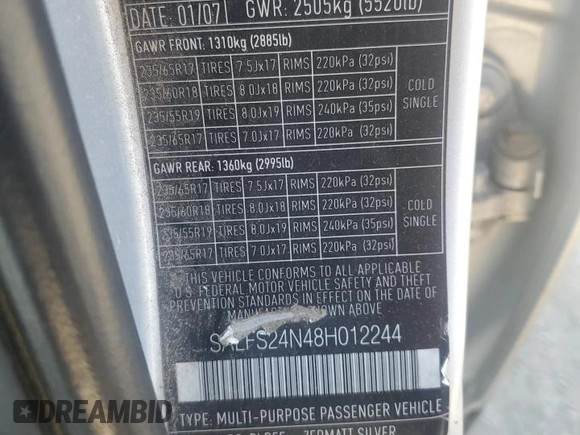 DATE: 01/07 GWR: 2505kg (5520lb)
GAWR FRONT: 1310kg (2885lb)
235/65R17 TIRES 7.5Jx17 RIMS 220kPa (32psi)
235/60R18 TIRES 8.0Jx18 RIMS 220kPa (32psi)
235/55R19 TIRES 8.0Jx19 RIMS 240kPa (35psi)
235/65R17 TIRES 7.0Jx17 RIMS 220kPa (32psi)
COLD
SINGLE
GAWR REAR: 1360kg (2995lb)
235/65R17 TIRES 7.5Jx17 RIMS 220kPa (32psi)
235/60R18 TIRES 8.0Jx18 RIMS 220kPa (32psi)
235/55R19 TIRES 8.0Jx19 RIMS 240kPa (35psi)
235/65R17 TIRES 7.0Jx17 RIMS 220kPa (32psi)
COLD
SINGLE
THIS VEHICLE CONFORMS TO ALL APPLICABLE
U S FEDERAL MOTOR VEHICLE SAFETY AND THEFT
PREVENTION STANDARDS IN EFFECT ON THE DATE OF
SHOWN ABOVE
SALFS24N48H012244
TYPE: MULTI-PURPOSE PASSENGER VEHICLE
ZERMATT SILVER
DREAMBID